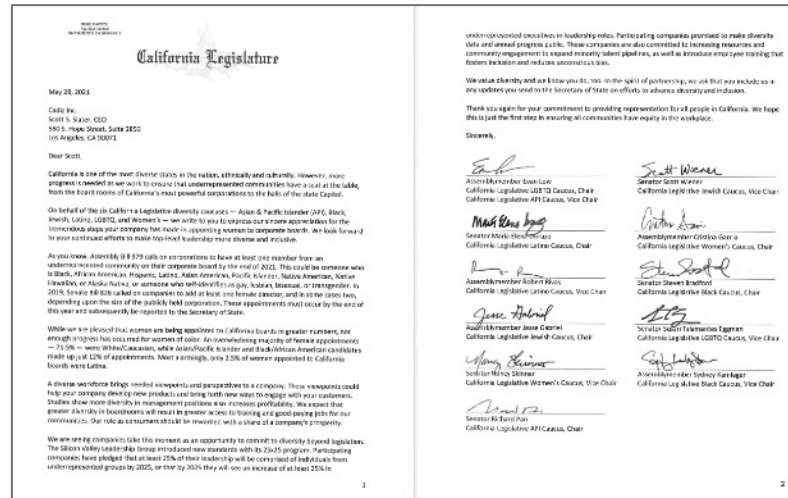 California Legislature
May 28, 2021
Cadiz Inc.
Scott S. Slater, CEO
550 S. Hope Street, Suite 2850
Los Angeles, CA 90071
Dear Scott,
California is one of the most diverse states in the nation, ethnically and culturally. However, more
progress is needed as we work to ensure that underrepresented communities have a seat at the table,
from the board rooms of California's most powerful corporations to the halls of the state Capitol.
On behalf of the six California Legislative diversity caucuses — Asian & Pacific Islander (API), Black,
Jewish, Latino, LGBTQ, and Women's — we write to you to express our sincere appreciation for the
tremendous steps your company has made in appointing women to corporate boards. We look forward
to your continued efforts to make top-level leadership more diverse and inclusive.
As you know, Assembly Bill 979 calls on corporations to have at least one member from an
underrepresented community on their corporate board by the end of 2021. This could be someone who
is Black, African American, Hispanic, Latino, Asian American, Pacific Islander, Native American, Native
Hawaiian, or Alaska Native, or someone who self-identifies as gay, lesbian, bisexual, or transgender. In
2019, Senate Bill 826 called on companies to add at least one female director, and in some cases two,
depending upon the size of the publicly held corporation. These appointments must occur by the end of
this year and subsequently be reported to the Secretary of State.
While we are pleased that women are being appointed to California boards in greater numbers, not
enough progress has occurred for women of color. An overwhelming majority of female appointments
— 73.5% — were White/Caucasian, while Asian/Pacific Islander and Black/African American candidates
made up just 12% of appointments. Most alarmingly, only 2.5% of women appointed to California
boards were Latina.
A diverse workforce brings needed viewpoints and perspectives to a company. These viewpoints could
help your company develop new products and bring forth new ways to engage with your customers.
Studies show more diversity in management positions also increases profitability. We expect that
greater diversity in boardrooms will result in greater access to training and good-paying jobs for our
communities. Our role as consumers should be rewarded with a share of a company's prosperity.
We are seeing companies take this moment as an opportunity to commit to diversity beyond legislation.
The Silicon Valley Leadership Group introduced new standards with its 25x25 program. Participating
companies have pledged that at least 25% of their leadership will be comprised of individuals from
underrepresented groups by 2025, or that by 2025 they will see an increase of at least 25% in
1
underrepresented executives in leadership roles. Participating companies promised to make diversity
data and annual progress public. These companies are also committed to increasing resources and
community engagement to expand minority talent pipelines, as well as introduce employee training that
fosters inclusion and reduces unconscious bias.
We value diversity and we know you do, too. In the spirit of partnership, we ask that you include us in
any updates you send to the Secretary of State on efforts to advance diversity and inclusion.
Thank you again for your commitment to providing representation for all people in California. We hope
this is just the first step in ensuring all communities have equity in the workplace.
Sincerely,
Assemblymember Evan Low
California Legislative LGBTQ Caucus, Chair
California Legislative API Caucus, Chair
Scott Wiener
Senator Scott Wiener
California Legislative Jewish Caucus, Vice Chair
Senator Maria Elena Durazo
California Legislative Latino Caucus, Chair
Assemblymember Cristina Garcia
California Legislative Women's Caucus, Chair
Assemblymember Robert Rivas
California Legislative Latino Caucus, Vice Chair
Senator Steven Bradford
California Legislative Black Caucus, Chair
Jesse Gabriel
Assemblymember Jesse Gabriel
California Legislative Jewish Caucus, Chair
Senator Susan Talamantes Eggman
California Legislative LGBTQ Caucus, Vice Chair
Nancy Skinner
Senator Nancy Skinner
California Legislative Women's Caucus, Vice Chair
Assemblymember Sydney Kamlager
California Legislative Black Caucus, Vice Chair
Senator Richard Pan
California Legislative API Caucus, Vice Chair
2